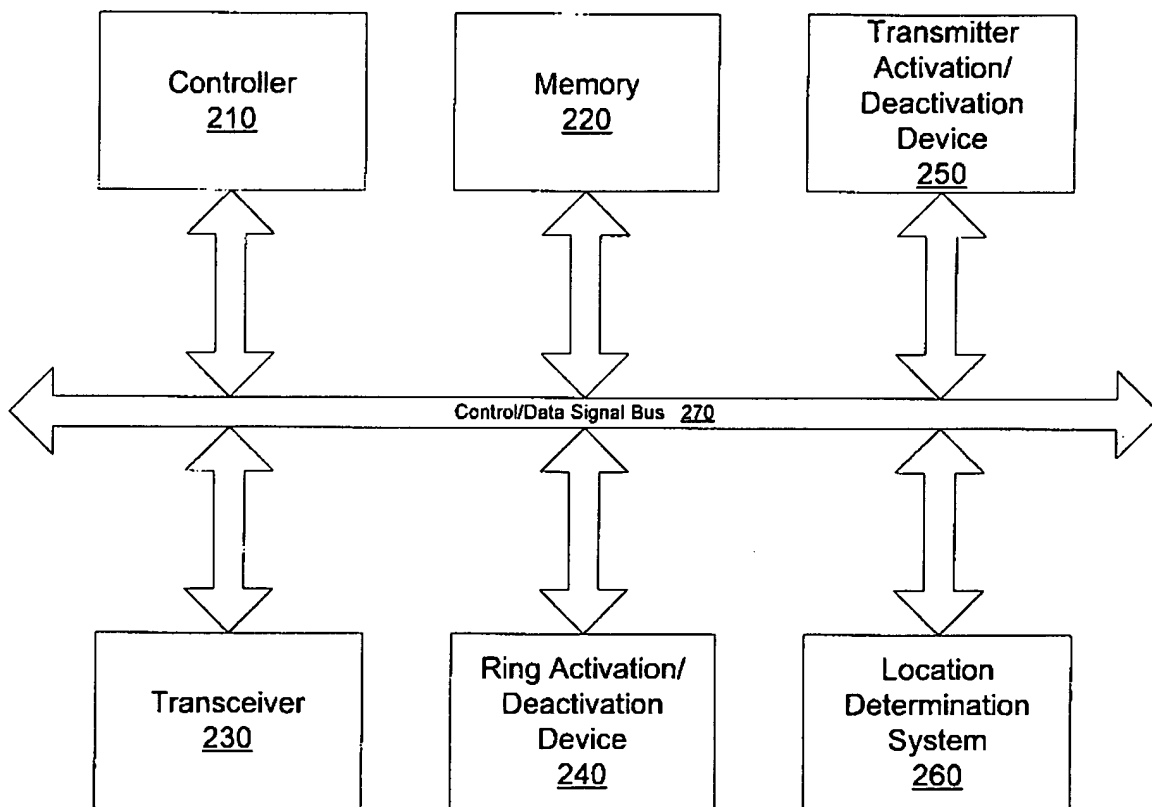 Controller
210
Memory
220
Transmitter
Activation/
Deactivation
Device
250
Control/Data Signal Bus 270
Transceiver
230
Ring Activation/
Deactivation
Device
240
Location
Determination
System
260